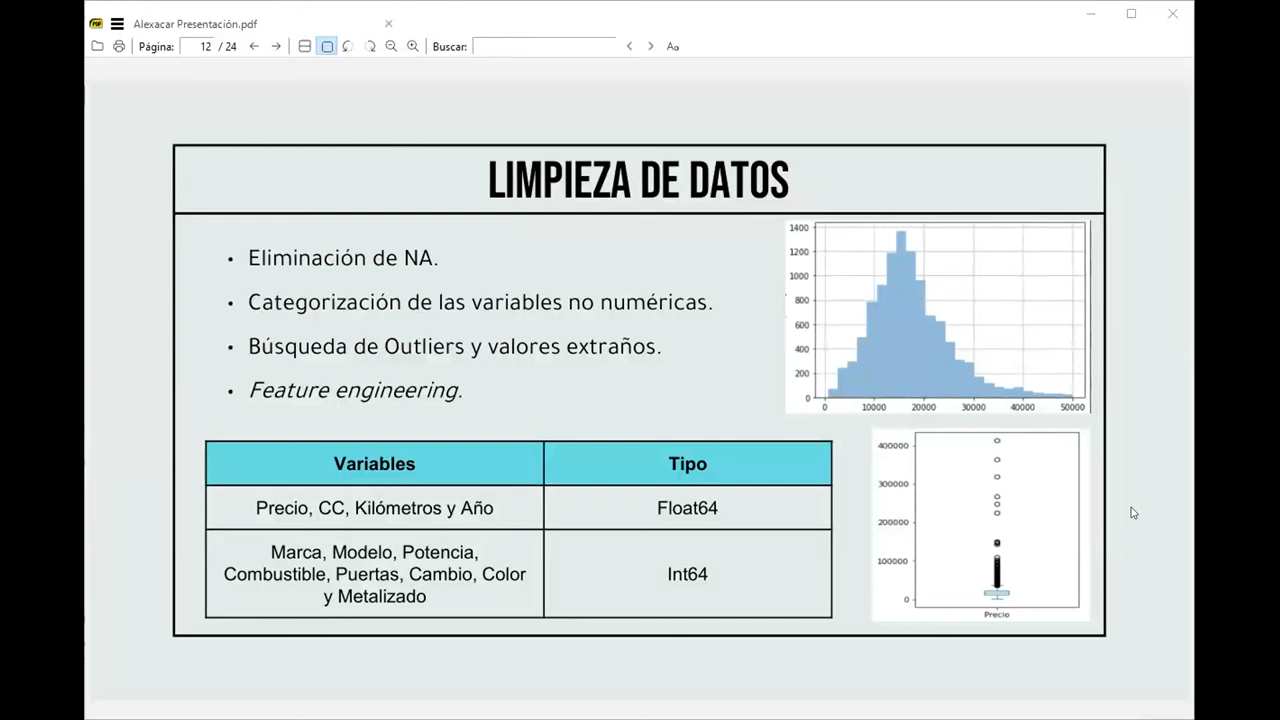 Alexacar Presentación.pdf
Página: 12 / 24
Buscar:
Aa
LIMPIEZA DE DATOS
• Eliminación de NA.
• Categorización de las variables no numéricas.
• Búsqueda de Outliers y valores extraños.
• Feature engineering.
1400
1200
1000
800
600
400
200
0
0 10000 20000 30000 40000 50000
Variables Tipo
Precio, CC, Kilómetros y Año Float64
Marca, Modelo, Potencia,
Combustible, Puertas, Cambio, Color
y Metalizado
Int64
400000
300000
200000
100000
0
Precio